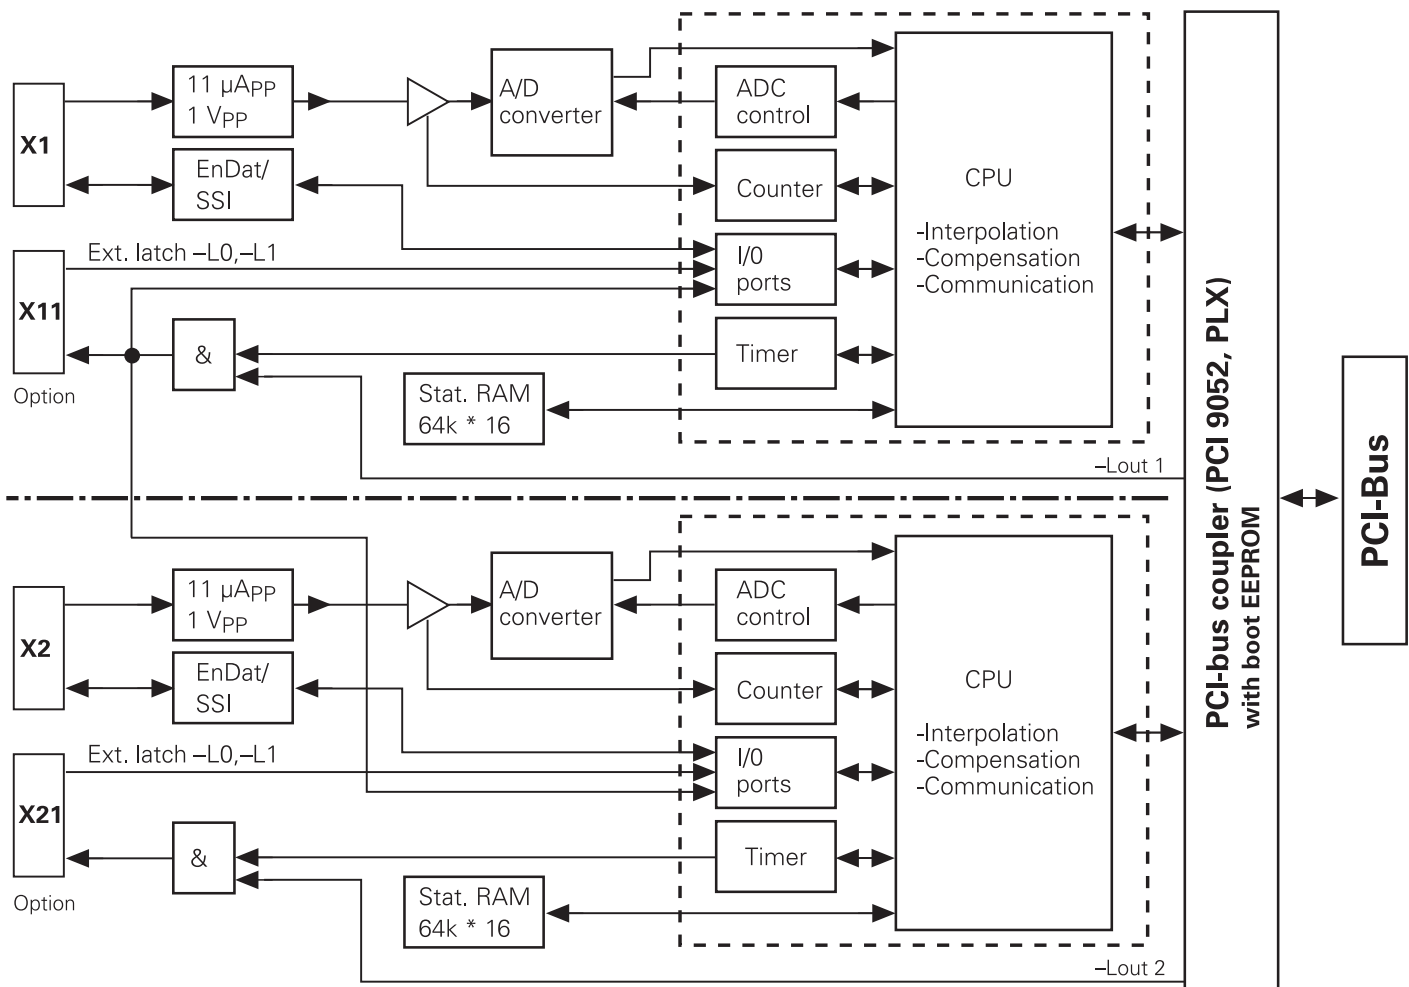 X1
11 µAPP
1 VPP
A/D
converter
ADC
control
EnDat/
SSI
Counter
CPU
-Interpolation
-Compensation
-Communication
Ext. latch –L0,–L1
X11
I/0
ports
&
Timer
Option
Stat. RAM
64k * 16
–Lout 1
X2
11 µAPP
1 VPP
A/D
converter
ADC
control
EnDat/
SSI
Counter
CPU
-Interpolation
-Compensation
-Communication
Ext. latch –L0,–L1
X21
I/0
ports
&
Timer
Option
Stat. RAM
64k * 16
–Lout 2
PCI-bus coupler (PCI 9052, PLX)
with boot EEPROM
PCI-Bus